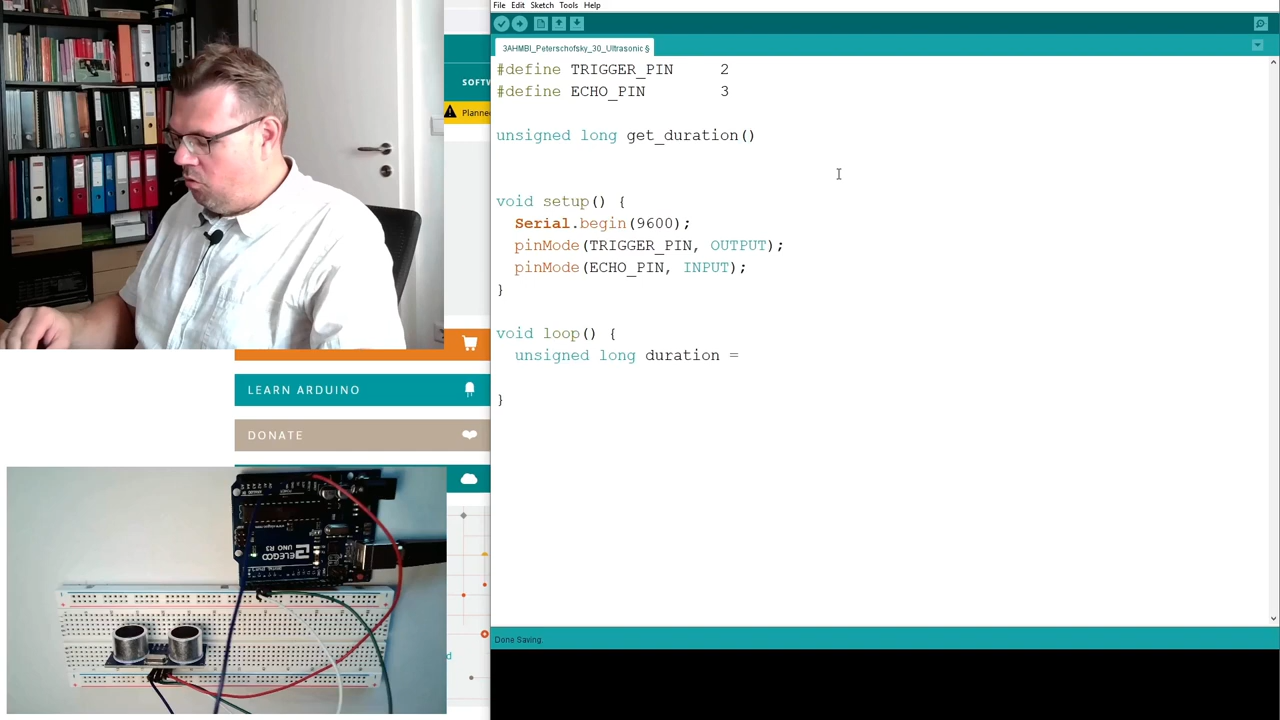 File Edit Sketch Tools Help
3AHMBI_Peterschofsky_30_Ultrasonic §
#define TRIGGER_PIN 2
#define ECHO_PIN 3
unsigned long get_duration()
void setup() {
Serial.begin(9600);
pinMode(TRIGGER_PIN, OUTPUT);
pinMode(ECHO_PIN, INPUT);
}
void loop() {
unsigned long duration =
}
Done Saving.
SOFTW
Planned
LEARN ARDUINO
DONATE
d
ELEGOO
UNO R3